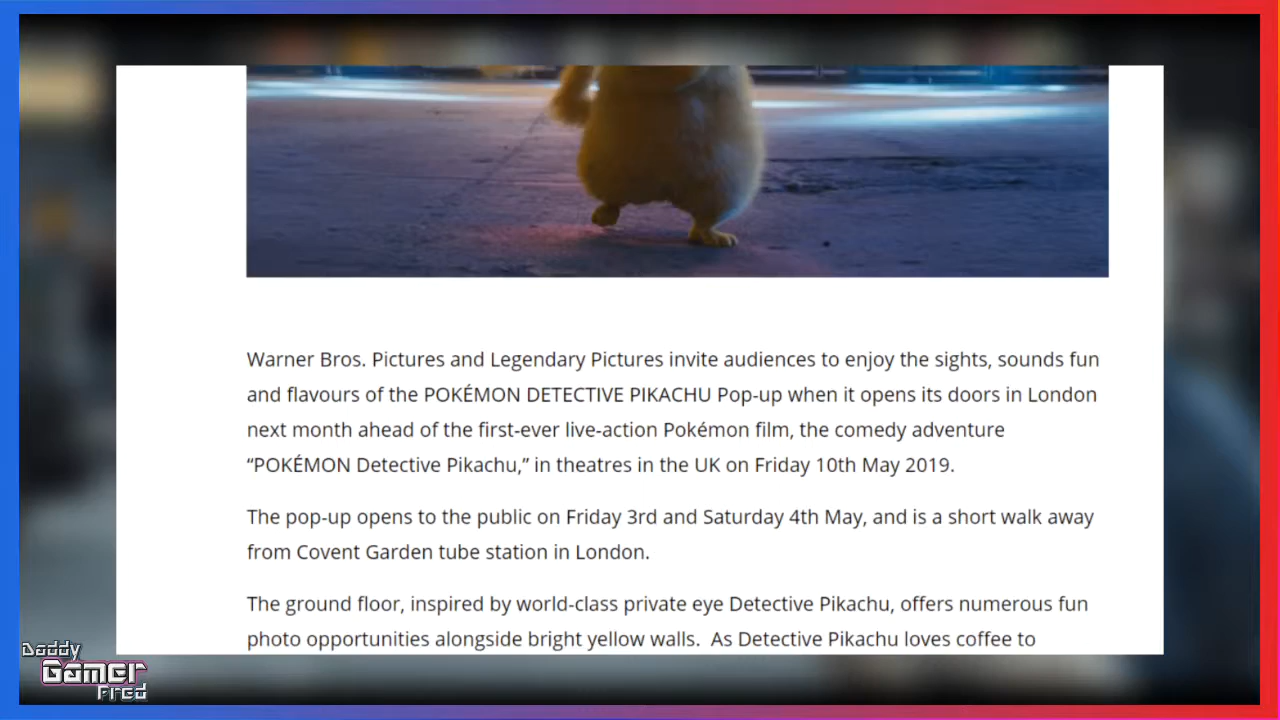 Warner Bros. Pictures and Legendary Pictures invite audiences to enjoy the sights, sounds fun
and flavours of the POKÉMON DETECTIVE PIKACHU Pop-up when it opens its doors in London
next month ahead of the first-ever live-action Pokémon film, the comedy adventure
“POKÉMON Detective Pikachu,” in theatres in the UK on Friday 10th May 2019.
The pop-up opens to the public on Friday 3rd and Saturday 4th May, and is a short walk away
from Covent Garden tube station in London.
The ground floor, inspired by world-class private eye Detective Pikachu, offers numerous fun
photo opportunities alongside bright yellow walls.  As Detective Pikachu loves coffee to
Daddy
Gamer
Fred